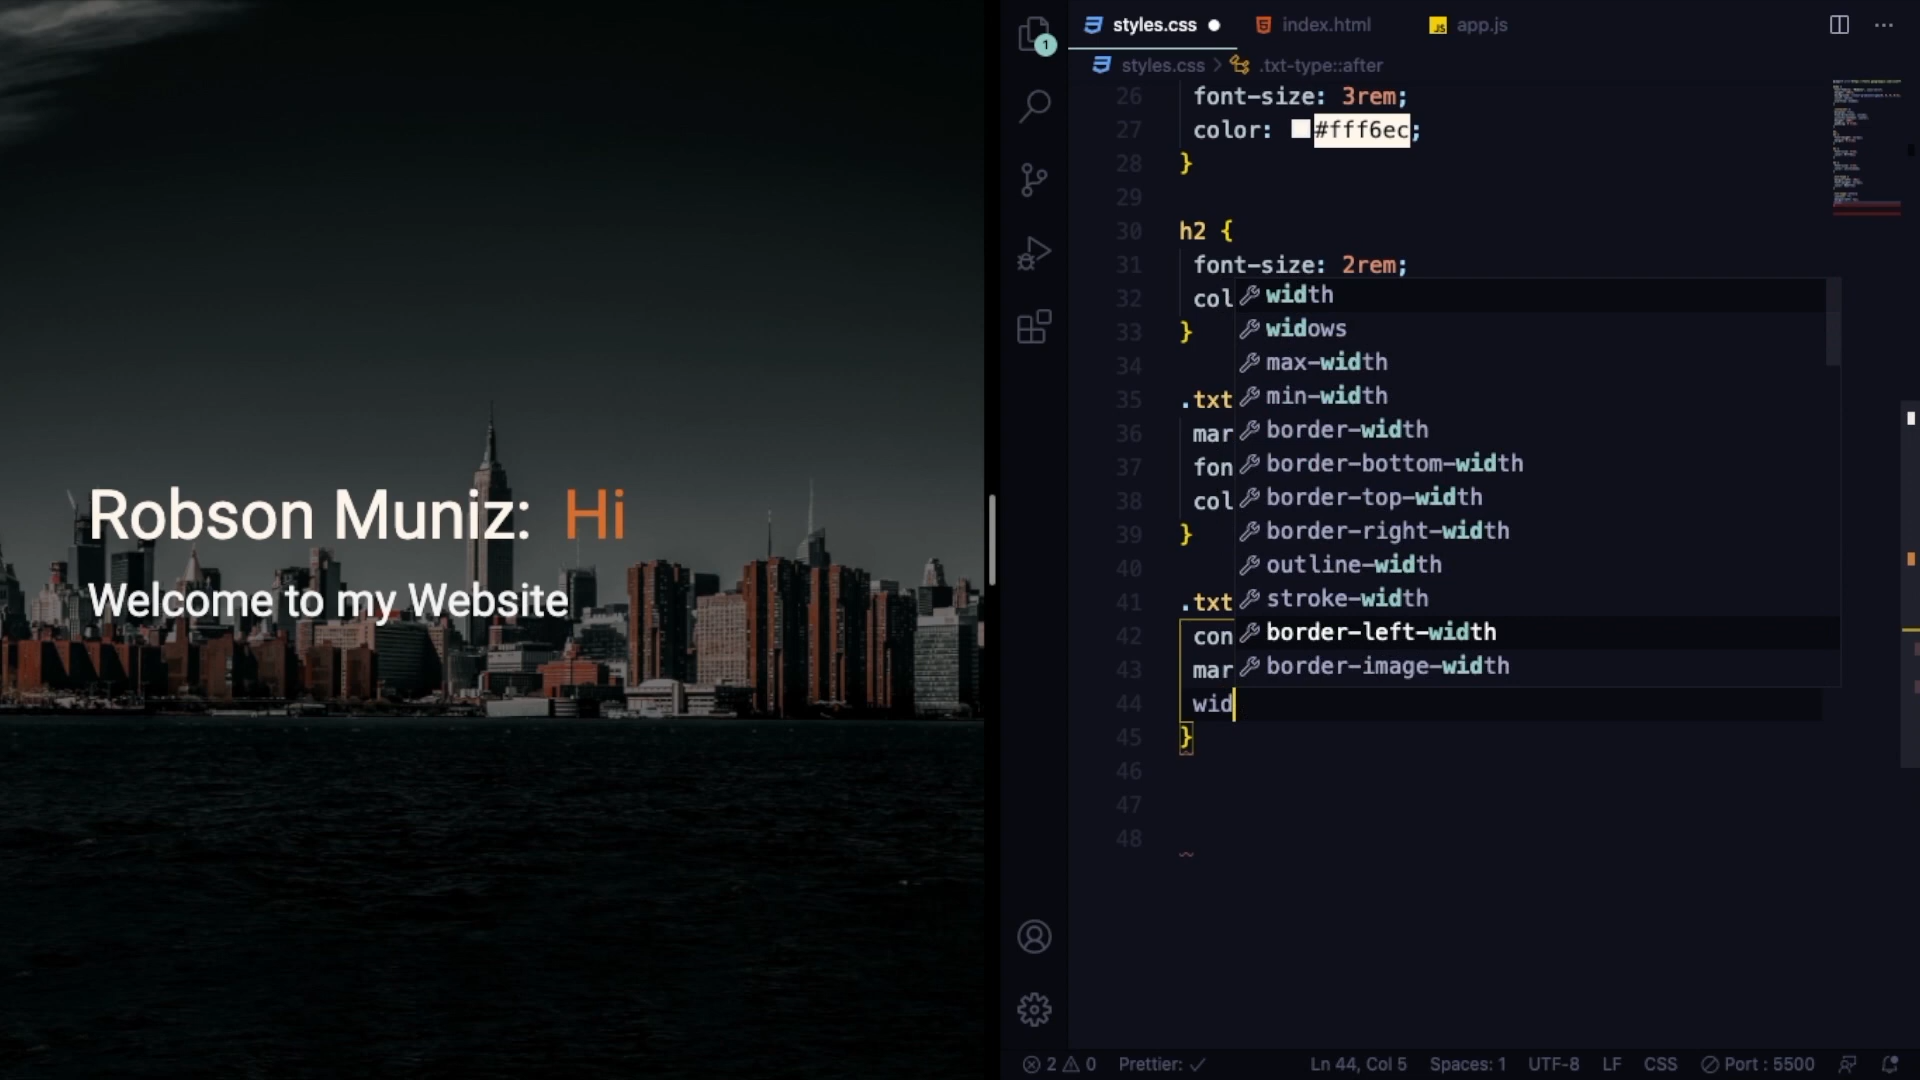 Robson Muniz: Hi
Welcome to my Website
1
styles.css
index.html
JS app.js
styles.css > .txt-type::after
26 font-size: 3rem;
27 color: #fff6ec;
28 }
29
30 h2 {
31 font-size: 2rem;
32 col
33 }
34
35 .txt
36 mar
37 fon
38 col
39 }
40
41 .txt
42 con
43 mar
44 wid
45 }
46
47
48
width
widows
max-width
min-width
border-width
border-bottom-width
border-top-width
border-right-width
outline-width
stroke-width
border-left-width
border-image-width
2 0 Prettier: ✓ Ln 44, Col 5 Spaces: 1 UTF-8 LF CSS Port : 5500